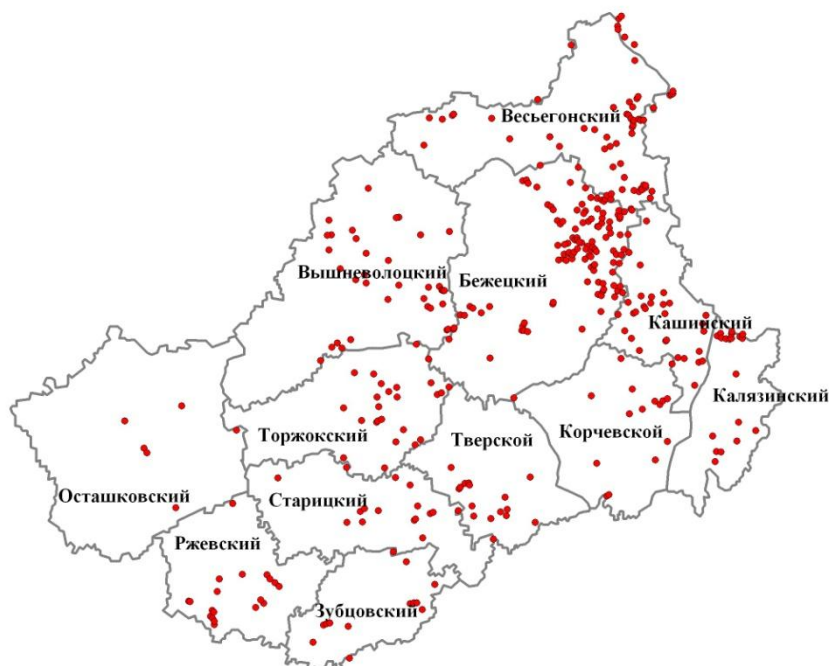 Весьегонский
Вышневолоцкий
Бежецкий
Кашинский
Калязинский
Торжокский
Тверской
Корчевской
Осташковский
Старицкий
Ржевский
Зубцовский